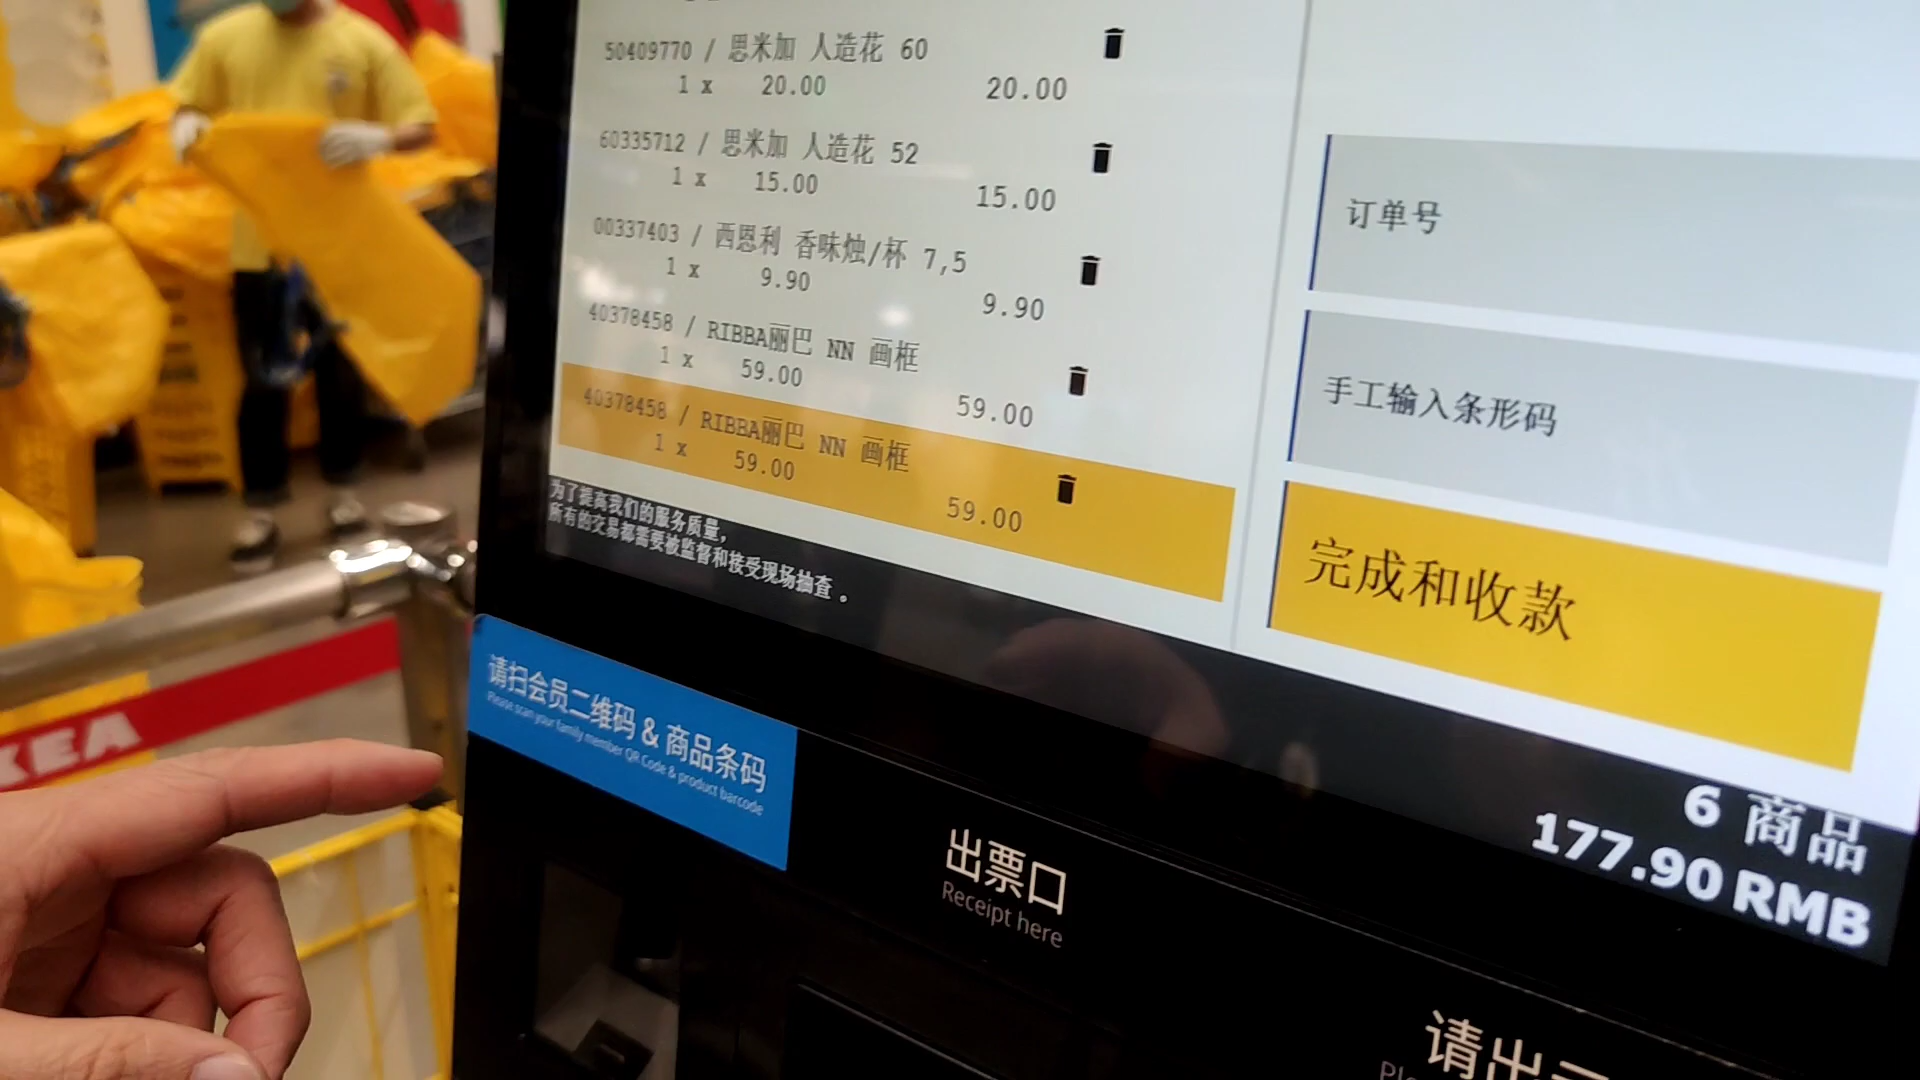 50409770 / 思米加 人造花 60
1 x 20.00 20.00
60335712 / 思米加 人造花 52
1 x 15.00 15.00
00337403 / 西恩利 香味烛/杯 7,5
1 x 9.90 9.90
40378458 / RIBBA丽巴 NN 画框
1 x 59.00 59.00
40378458 / RIBBA丽巴 NN 画框
1 x 59.00 59.00
为了提高我们的服务质量，
所有的交易都需要被监督和接受现场抽查。
订单号
手工输入条形码
完成和收款
6 商品
177.90 RMB
请扫会员二维码 & 商品条码
Please scan your family member QR Code & product barcode
出票口
Receipt here
请出示
KEA